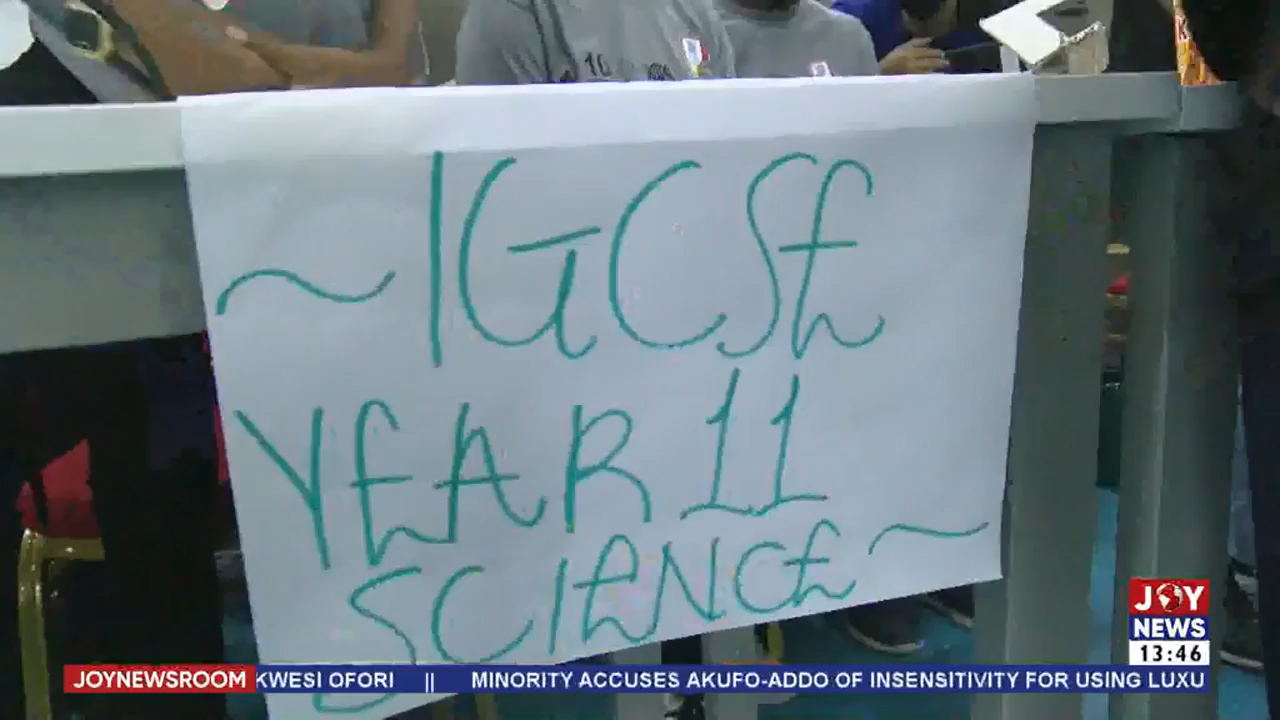 10
~IGCSE
YEAR 11
SCIENCE~
JOY
NEWS
13:46
JOYNEWSROOM KWESI OFORI || MINORITY ACCUSES AKUFO-ADDO OF INSENSITIVITY FOR USING LUXU